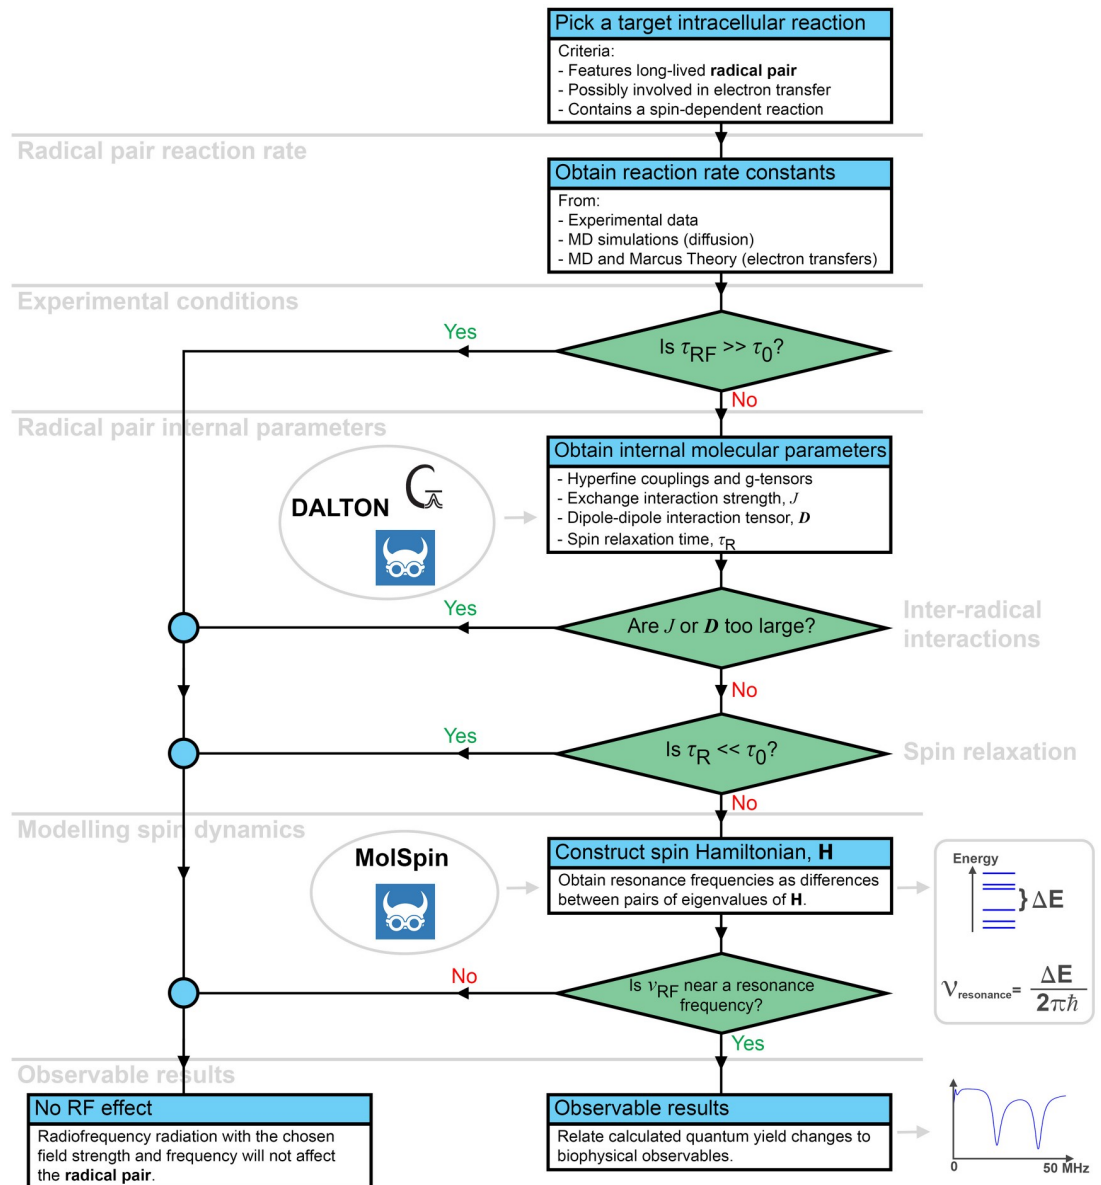 Pick a target intracellular reaction
Criteria:
- Features long-lived radical pair
- Possibly involved in electron transfer
- Contains a spin-dependent reaction
Radical pair reaction rate
Obtain reaction rate constants
From:
- Experimental data
- MD simulations (diffusion)
- MD and Marcus Theory (electron transfers)
Experimental conditions
Yes
Is τRF >> τ0?
No
Radical pair internal parameters
Obtain internal molecular parameters
- Hyperfine couplings and g-tensors
- Exchange interaction strength, J
- Dipole-dipole interaction tensor, D
- Spin relaxation time, τR
DALTON
Yes
Are J or D too large?
Inter-radical
interactions
No
Yes
Is τR << τ0?
Spin relaxation
No
Modelling spin dynamics
MolSpin
Construct spin Hamiltonian, H
Obtain resonance frequencies as differences
between pairs of eigenvalues of H.
Energy
} ΔE
νresonance= ΔE
2πħ
No
Is νRF near a resonance
frequency?
Yes
Observable results
No RF effect
Radiofrequency radiation with the chosen
field strength and frequency will not affect
the radical pair.
Observable results
Relate calculated quantum yield changes to
biophysical observables.
0 50 MHz